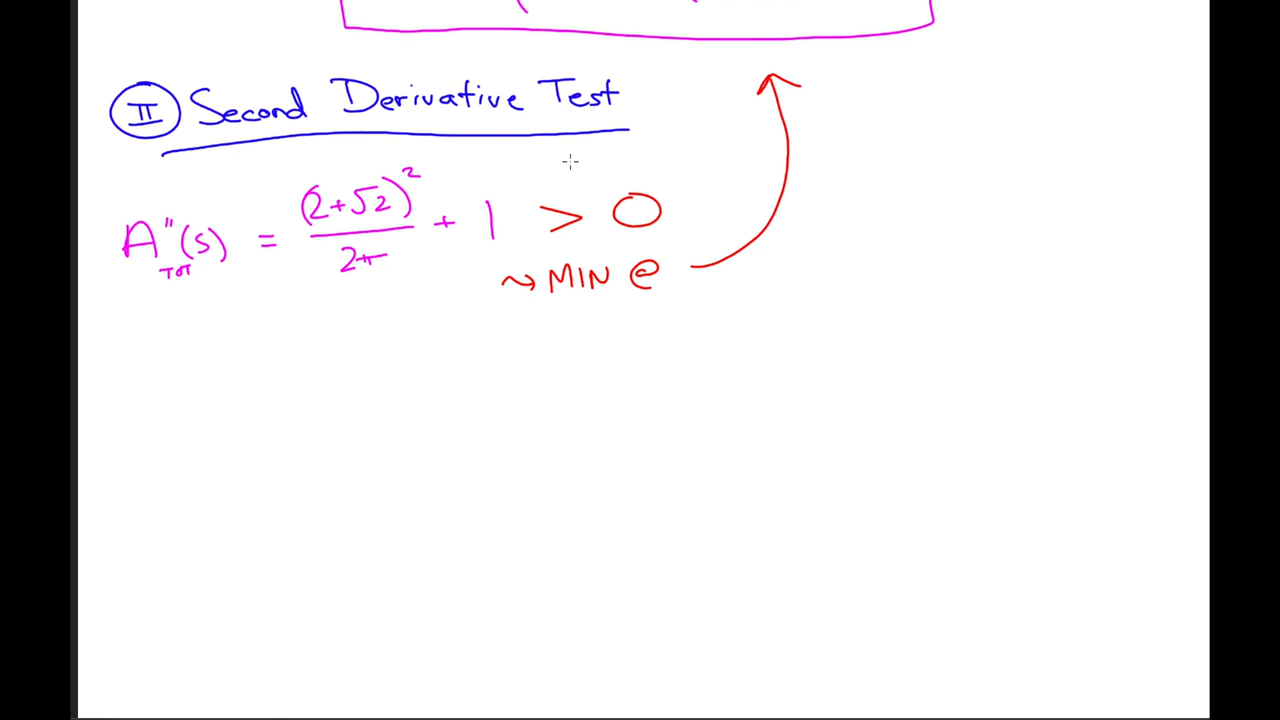 II Second Derivative Test
A"TOT(s) = (2+√2)² / 2π + 1 > 0
⤳ MIN @